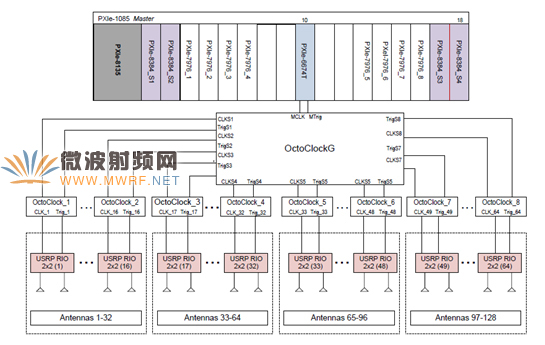 PXIe-1085 Master
10
18
PXIe-8135
PXIe-8384_S1
PXIe-8384_S2
PXIe-7976_1
PXIe-7976_2
PXIe-7976_3
PXIe-7976_4
PXIe-6674T
PXIe-7976_5
PXeI-7976_6
PXIe-7976_7
PXIe-7976_8
PXIe-8384_S3
PXIe-8384_S4
MCLK MTrig
CLKS1
TrigS1
CLKS2
TrigS2
CLKS3
TrigS3
OctoClockG
TrigS8
CLKS8
TrigS7
CLKS7
CLKS4 TrigS4 CLKS5 TrigS5 CLKS5 TrigS5
微波射频网
WWW.MWRF.NET
OctoClock_1 ••• OctoClock_2 OctoClock_3 ••• OctoClock_4 OctoClock_5 ••• OctoClock_6 OctoClock_7 ••• OctoClock_8
CLK_1 Trig_1 CLK_16 Trig_16 CLK_17 Trig_17 CLK_32 Trig_32 CLK_33 Trig_33 CLK_48 Trig_48 CLK_49 Trig_49 CLK_64 Trig_64
USRP RIO ••• USRP RIO USRP RIO ••• USRP RIO USRP RIO ••• USRP RIO USRP RIO ••• USRP RIO
2x2 (1) 2x2 (16) 2x2 (17) 2x2 (32) 2x2 (33) 2x2 (48) 2x2 (49) 2x2 (64)
Antennas 1-32 Antennas 33-64 Antennas 65-96 Antennas 97-128